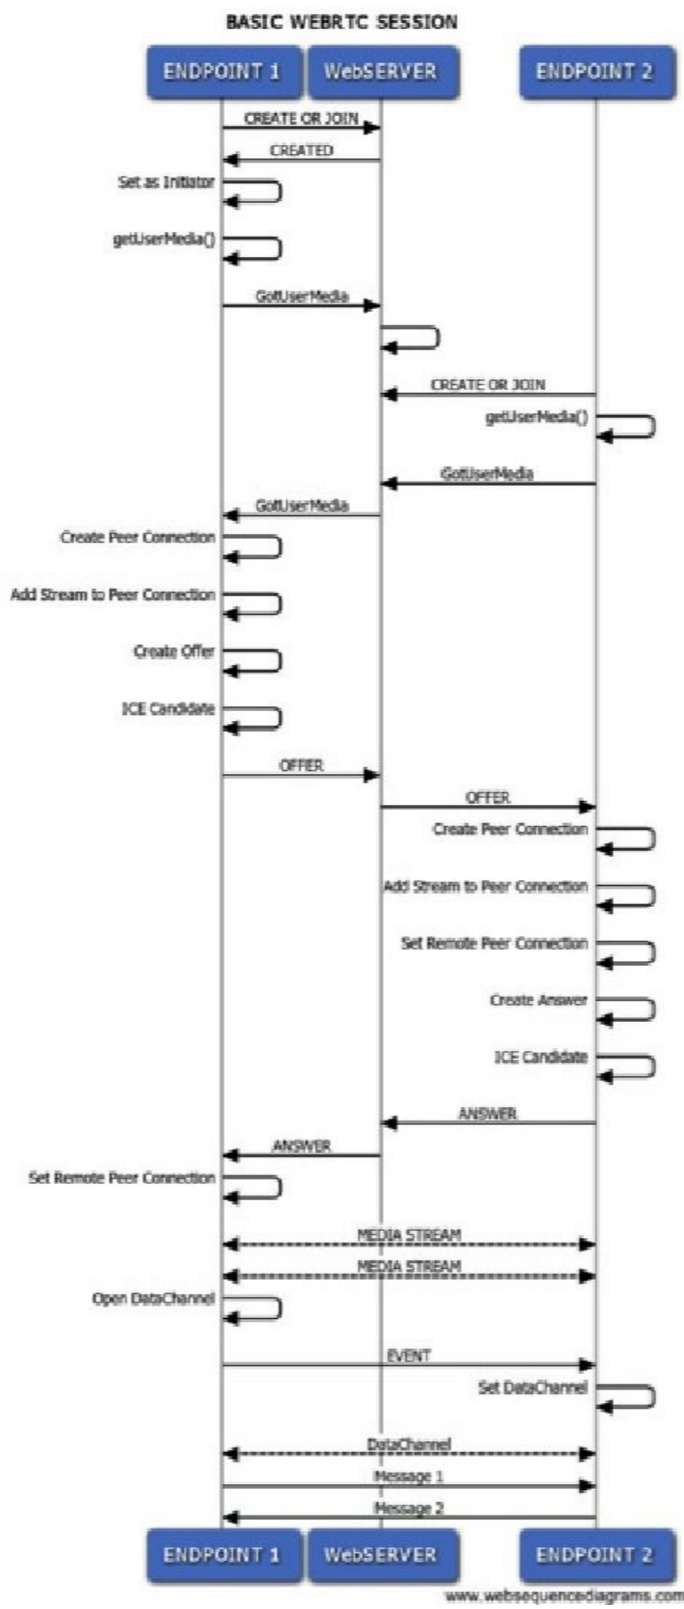 BASIC WEBRTC SESSION
ENDPOINT 1 WebSERVER ENDPOINT 2
CREATE OR JOIN
CREATED
Set as Initiator
getUserMedia()
GotUserMedia
CREATE OR JOIN
getUserMedia()
GotUserMedia
GotUserMedia
Create Peer Connection
Add Stream to Peer Connection
Create Offer
ICE Candidate
OFFER
OFFER
Create Peer Connection
Add Stream to Peer Connection
Set Remote Peer Connection
Create Answer
ICE Candidate
ANSWER
ANSWER
Set Remote Peer Connection
MEDIA STREAM
MEDIA STREAM
Open DataChannel
EVENT
Set DataChannel
DataChannel
Message 1
Message 2
ENDPOINT 1 WebSERVER ENDPOINT 2
www.websequencediagrams.com